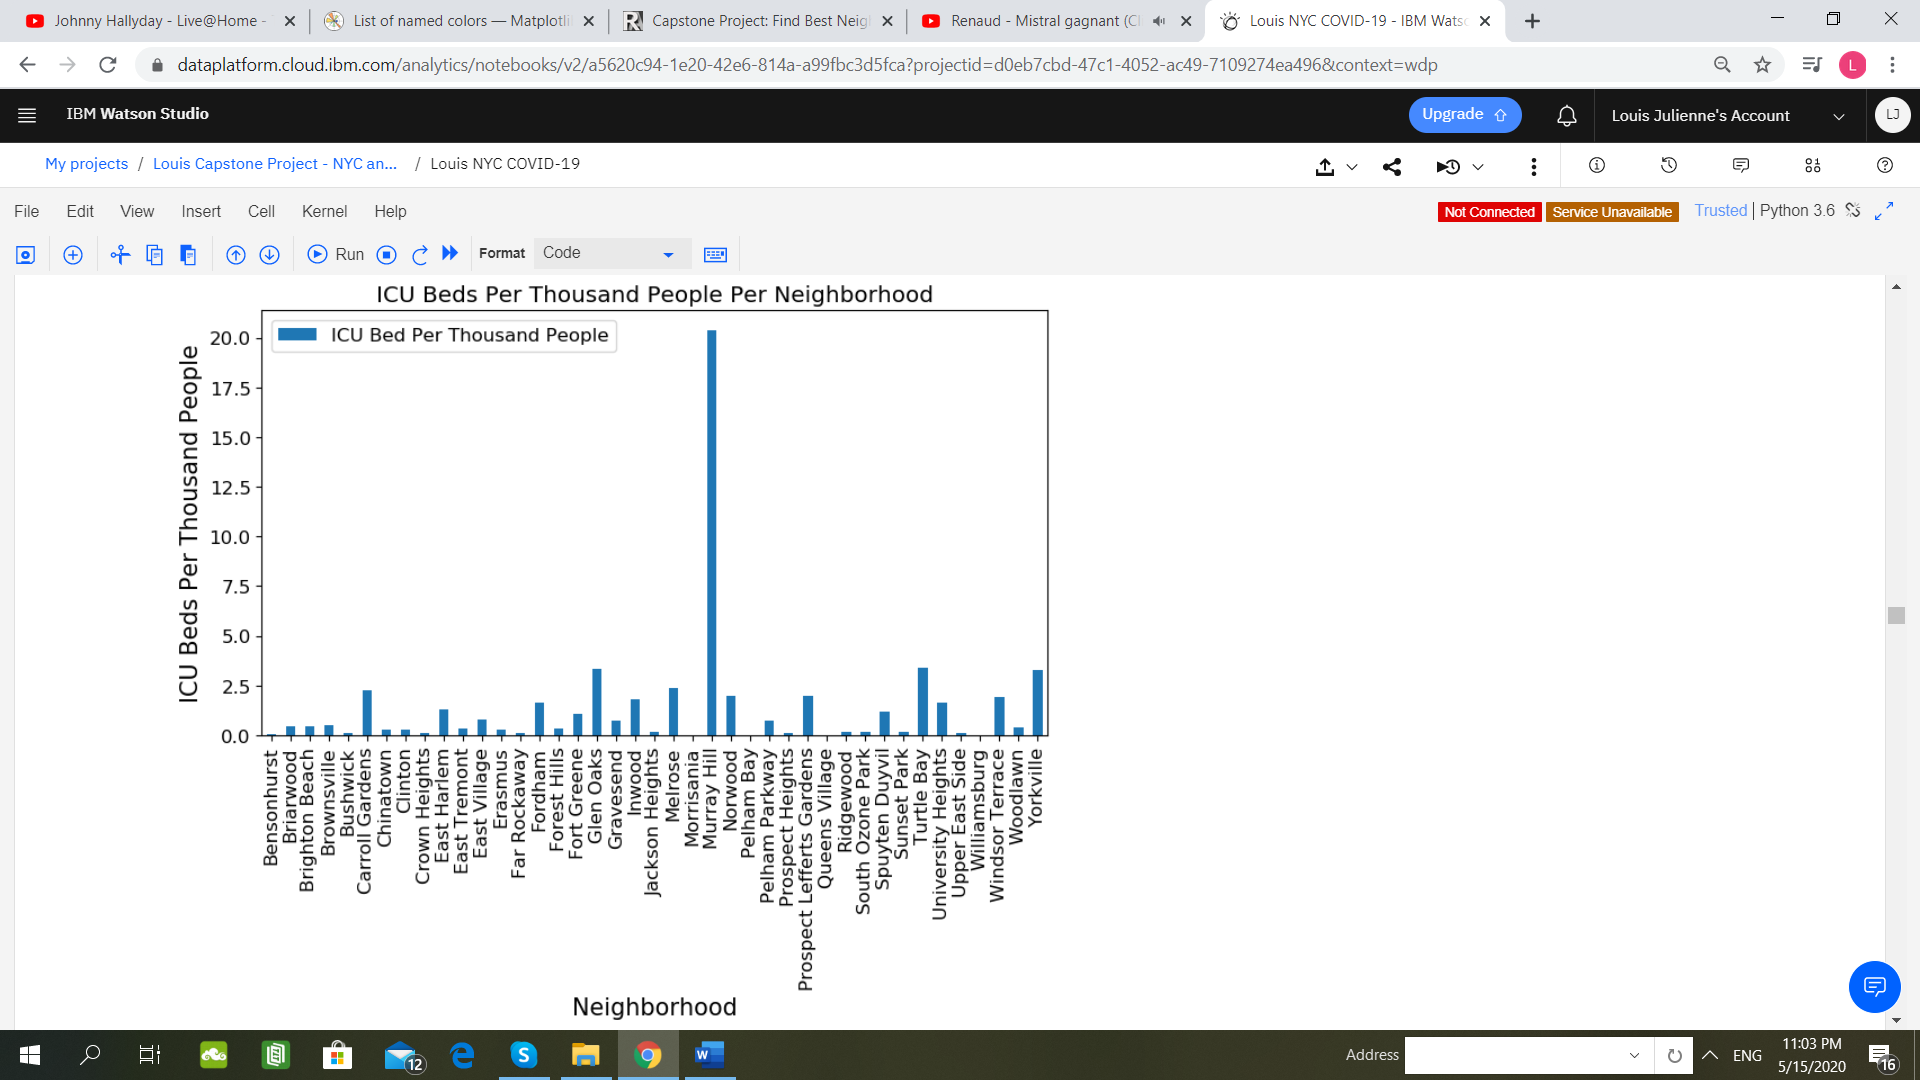 Johnny Hallyday - Live@Home -
List of named colors — Matplotli
Capstone Project: Find Best Neig
Renaud - Mistral gagnant (Cl
Louis NYC COVID-19 - IBM Wats
dataplatform.cloud.ibm.com/analytics/notebooks/v2/a5620c94-1e20-42e6-814a-a99fbc3d5fca?projectid=d0eb7cbd-47c1-4052-ac49-7109274ea496&context=wdp
L
IBM Watson Studio
Upgrade
Louis Julienne's Account
LJ
My projects / Louis Capstone Project - NYC an... / Louis NYC COVID-19
File Edit View Insert Cell Kernel Help
Not Connected
Service Unavailable
Trusted | Python 3.6
Run
Format
Code
ICU Beds Per Thousand People Per Neighborhood
ICU Bed Per Thousand People
ICU Beds Per Thousand People
20.0
17.5
15.0
12.5
10.0
7.5
5.0
2.5
0.0
Bensonhurst
Briarwood
Brighton Beach
Brownsville
Bushwick
Carroll Gardens
Chinatown
Clinton
Crown Heights
East Harlem
East Tremont
East Village
Erasmus
Far Rockaway
Fordham
Forest Hills
Fort Greene
Glen Oaks
Gravesend
Inwood
Jackson Heights
Melrose
Morrisania
Murray Hill
Norwood
Pelham Bay
Pelham Parkway
Prospect Heights
Prospect Lefferts Gardens
Queens Village
Ridgewood
South Ozone Park
Spuyten Duyvil
Sunset Park
Turtle Bay
University Heights
Upper East Side
Williamsburg
Windsor Terrace
Woodlawn
Yorkville
Neighborhood
12
Address
ENG
11:03 PM
5/15/2020
16